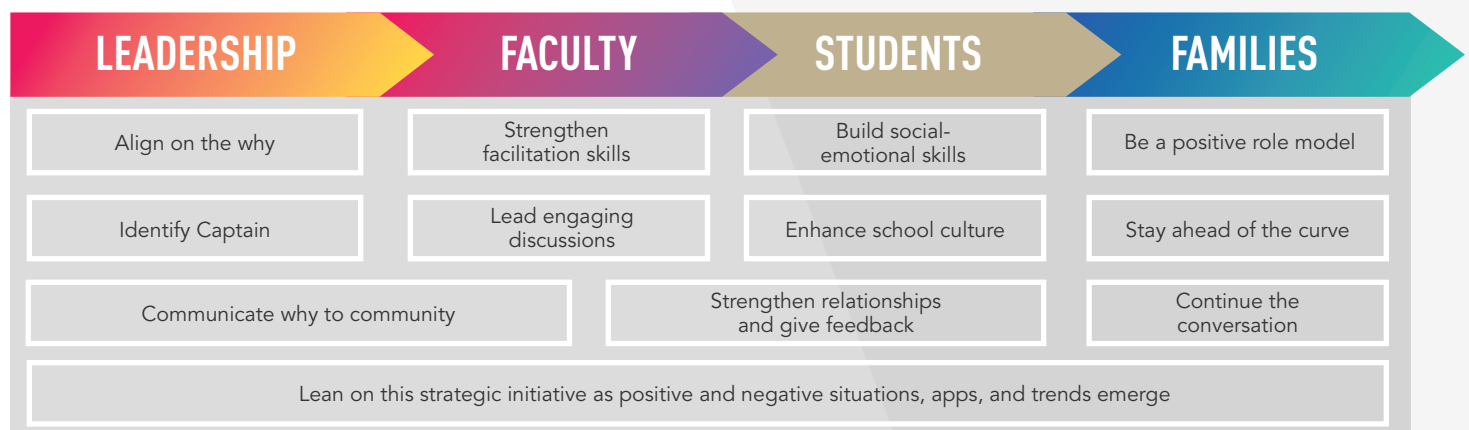 LEADERSHIP
FACULTY
STUDENTS
FAMILIES
Align on the why
Strengthen
facilitation skills
Build social-
emotional skills
Be a positive role model
Identify Captain
Lead engaging
discussions
Enhance school culture
Stay ahead of the curve
Communicate why to community
Strengthen relationships
and give feedback
Continue the
conversation
Lean on this strategic initiative as positive and negative situations, apps, and trends emerge